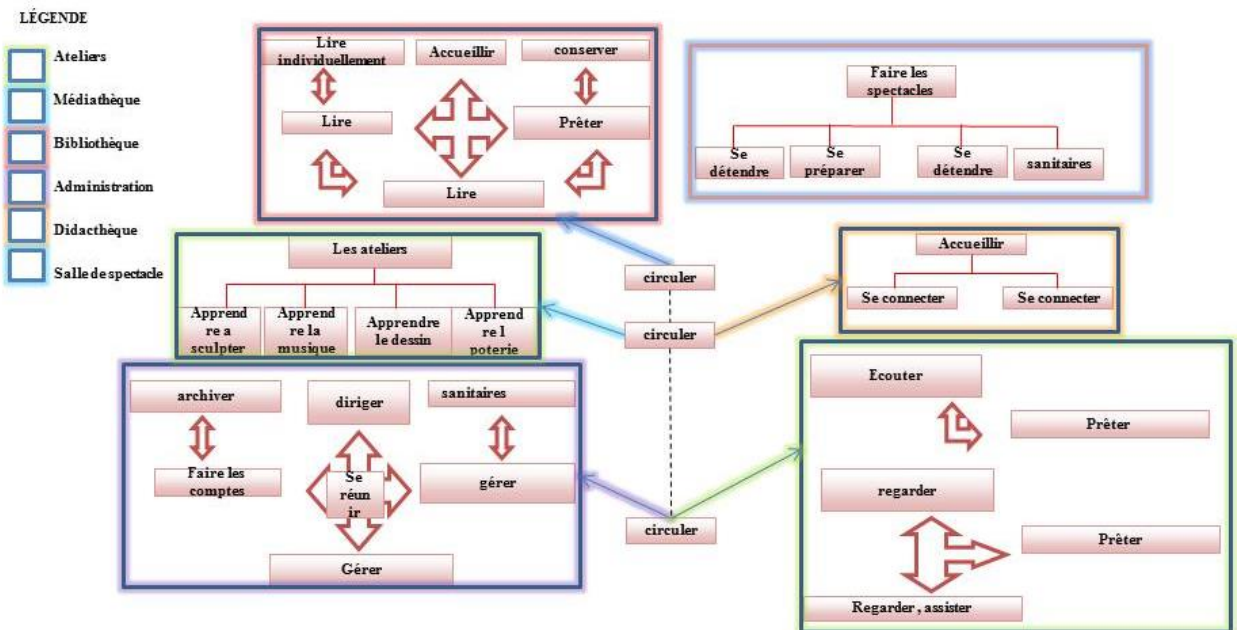 LÉGENDE
Ateliers
Médiathèque
Bibliothèque
Administration
Didacthèque
Salle de spectacle
Lire
individuellement
Accueillir
conserver
Lire
Prêter
Lire
Faire les
spectacles
Se
détendre
Se
préparer
Se
détendre
sanitaires
Les ateliers
Apprend
re a
sculpter
Apprend
re la
musique
Apprendre
le dessin
Apprend
re l
poterie
circuler
circuler
circuler
Accueillir
Se connecter
Se connecter
archiver
diriger
sanitaires
Faire les
comptes
Se
réun
ir
gérer
Gérer
Ecouter
Prêter
regarder
Prêter
Regarder , assister